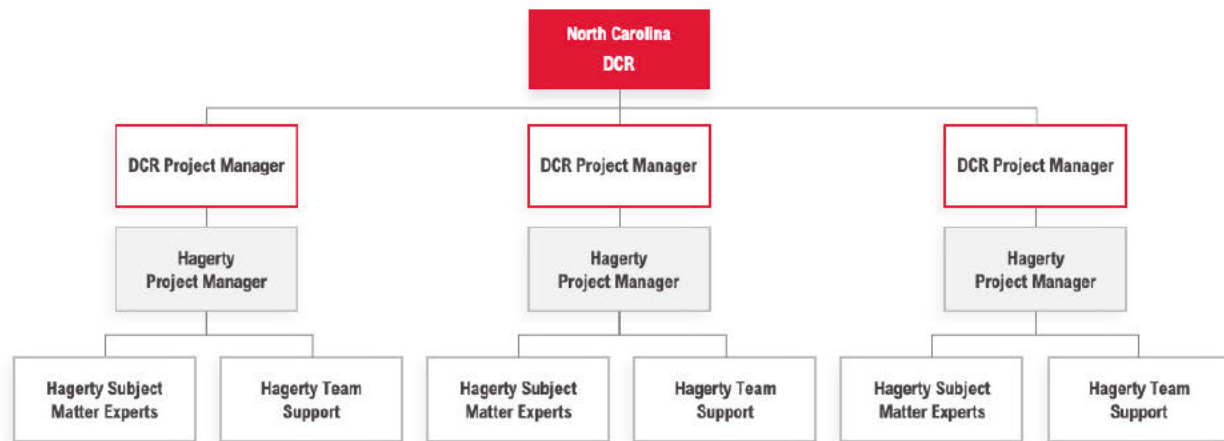 North Carolina
DCR
DCR Project Manager
DCR Project Manager
DCR Project Manager
Hagerty
Project Manager
Hagerty
Project Manager
Hagerty
Project Manager
Hagerty Subject
Matter Experts
Hagerty Team
Support
Hagerty Subject
Matter Experts
Hagerty Team
Support
Hagerty Subject
Matter Experts
Hagerty Team
Support